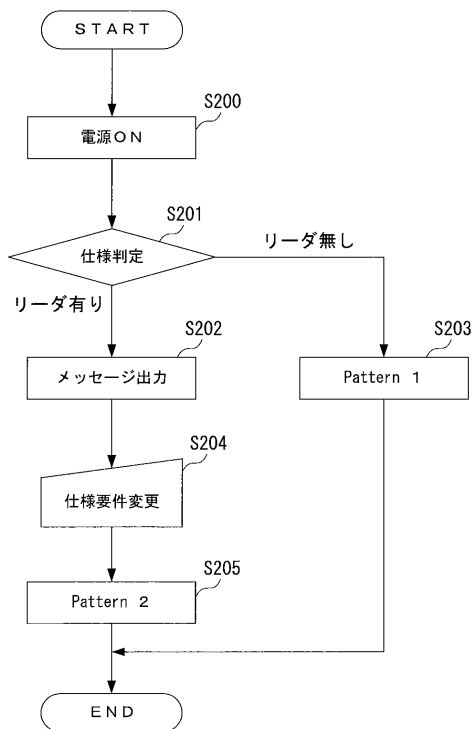 START
S200
電源ON
S201
仕様判定
リーダ無し
リーダ有り
S202
メッセージ出力
S203
Pattern 1
S204
仕様要件変更
S205
Pattern 2
END